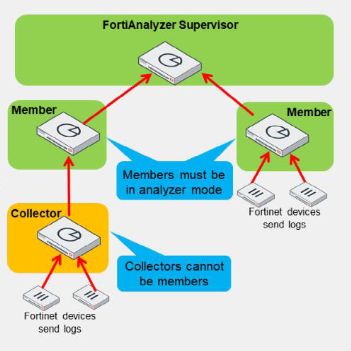 FortiAnalyzer Supervisor
Member
Member
Members must be
in analyzer mode
Fortinet devices
send logs
Collector
Collectors cannot
be members
Fortinet devices
send logs